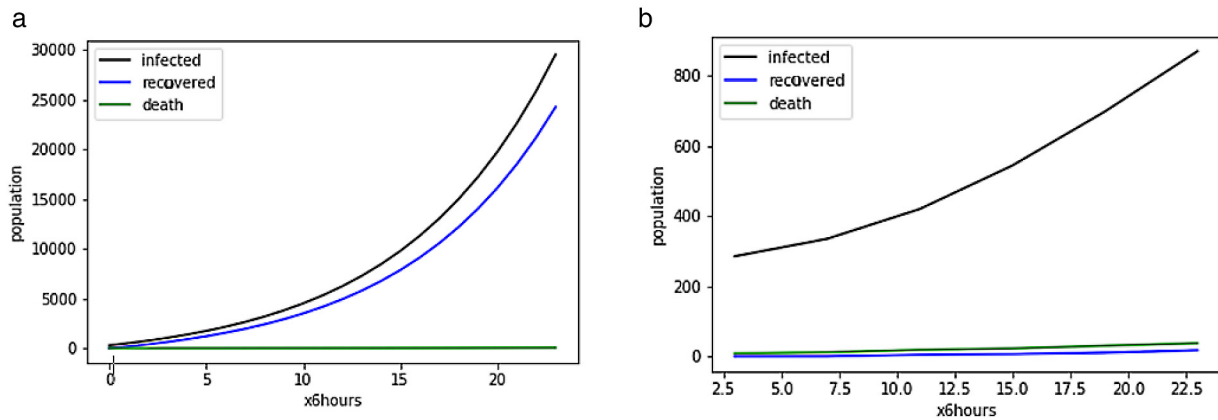 a
30000
25000
20000
15000
10000
5000
0
population
infected
recovered
death
0 5 10 15 20
x6hours
b
800
600
400
200
0
population
infected
recovered
death
2.5 5.0 7.5 10.0 12.5 15.0 17.5 20.0 22.5
x6hours